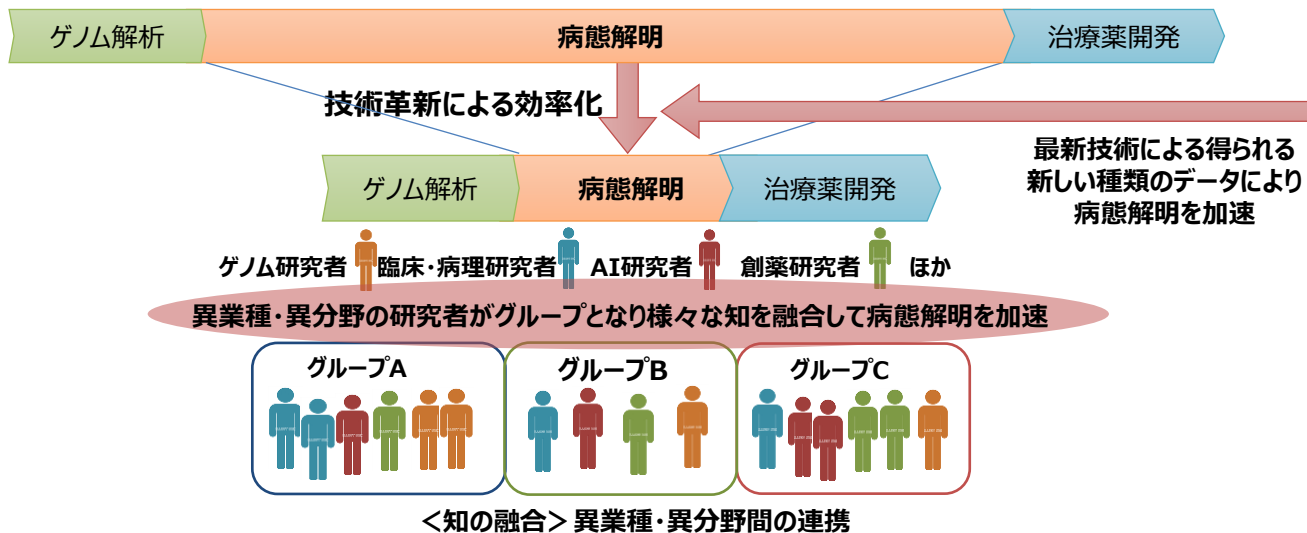 ゲノム解析
病態解明
治療薬開発
技術革新による効率化
最新技術による得られる
新しい種類のデータにより
病態解明を加速
ゲノム解析
病態解明
治療薬開発
ゲノム研究者
臨床・病理研究者
AI研究者
創薬研究者
ほか
異業種・異分野の研究者がグループとなり様々な知を融合して病態解明を加速
グループA
グループB
グループC
＜知の融合＞異業種・異分野間の連携